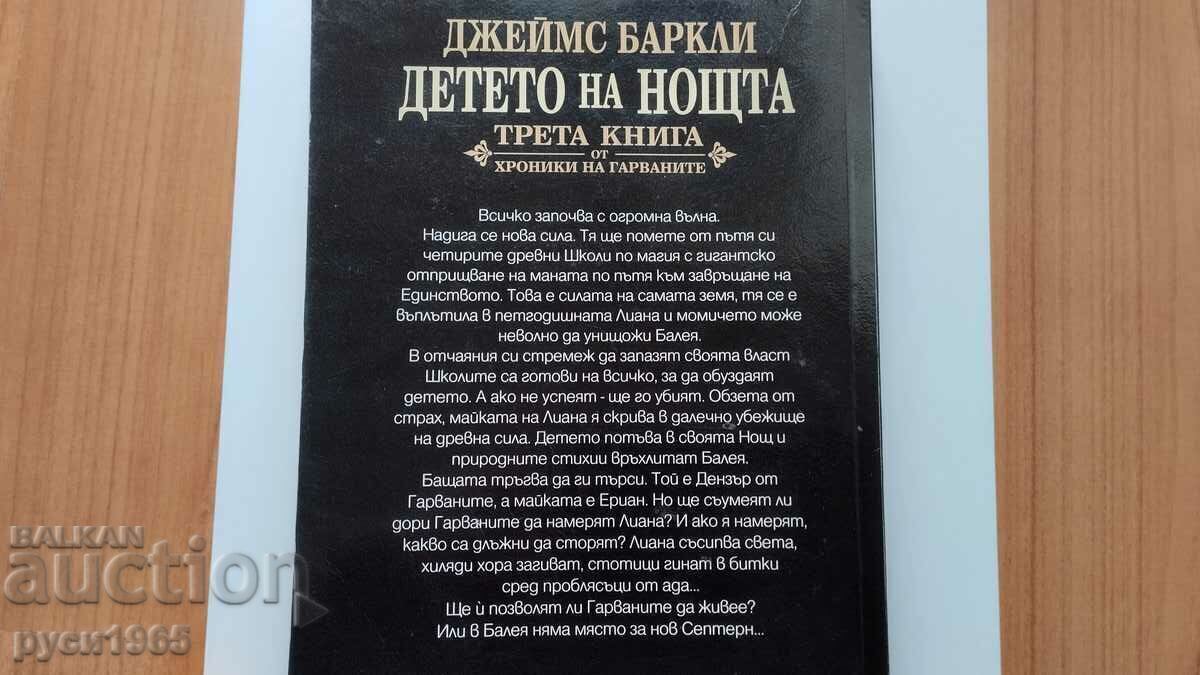 ДЖЕЙМС БАРКЛИ
ДЕТЕТО НА НОЩТА
ТРЕТА КНИГА
ОТ
ХРОНИКИ НА ГАРВАНИТЕ
Всичко започва с огромна вълна.
Надига се нова сила. Тя ще помете от пътя си
четирите древни Школи по магия с гигантско
отприщване на маната по пътя към завръщане на
Единството. Това е силата на самата земя, тя се е
въплътила в петгодишната Лиана и момичето може
неволно да унищожи Балея.
В отчаяния си стремеж да запазят своята власт
Школите са готови на всичко, за да обуздаят
детето. А ако не успеят - ще го убият. Обзета от
страх, майката на Лиана я скрива в далечно убежище
на древна сила. Детето потъва в своята Нощ и
природните стихии връхлитат Балея.
Бащата тръгва да ги търси. Той е Дензър от
Гарваните, а майката е Ериан. Но ще съумеят ли
дори Гарваните да намерят Лиана? И ако я намерят,
какво са длъжни да сторят? Лиана съсипва света,
хиляди хора загиват, стотици гинат в битки
сред проблясъци от ада...
Ще ѝ позволят ли Гарваните да живее?
Или в Балея няма място за нов Септерн...
BALKAN
auction
руси1965